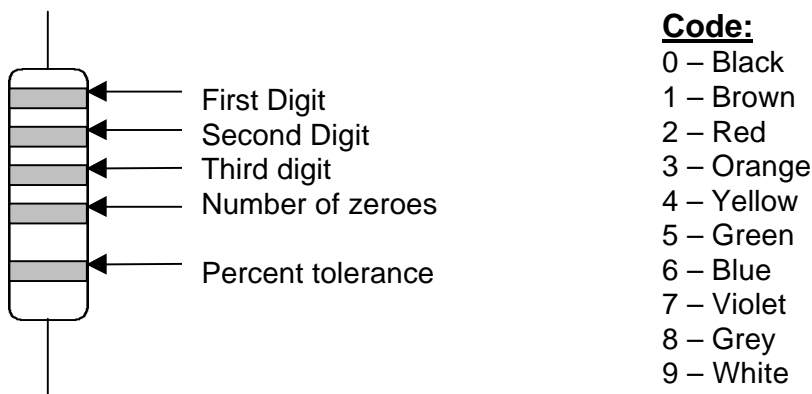 First Digit
Second Digit
Third digit
Number of zeroes
Percent tolerance
Code:
0 – Black
1 – Brown
2 – Red
3 – Orange
4 – Yellow
5 – Green
6 – Blue
7 – Violet
8 – Grey
9 – White